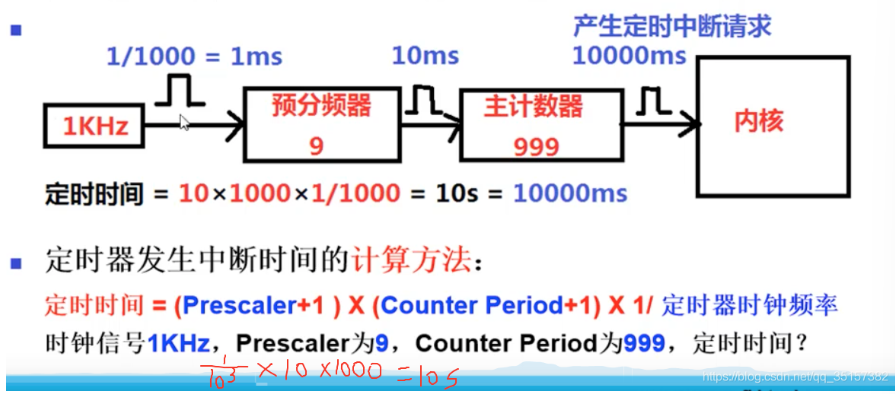 产生定时中断请求
1/1000 = 1ms 10ms 10000ms
1KHz 预分频器 9 主计数器 999 内核
定时时间 = 10×1000×1/1000 = 10s = 10000ms
定时器发生中断时间的计算方法：
定时时间 = (Prescaler+1 ) X (Counter Period+1) X 1/ 定时器时钟频率
时钟信号1KHz，Prescaler为9，Counter Period为999，定时时间？
1/10³ × 10 × 1000 = 10 s
https://blog.csdn.net/qq_35157382